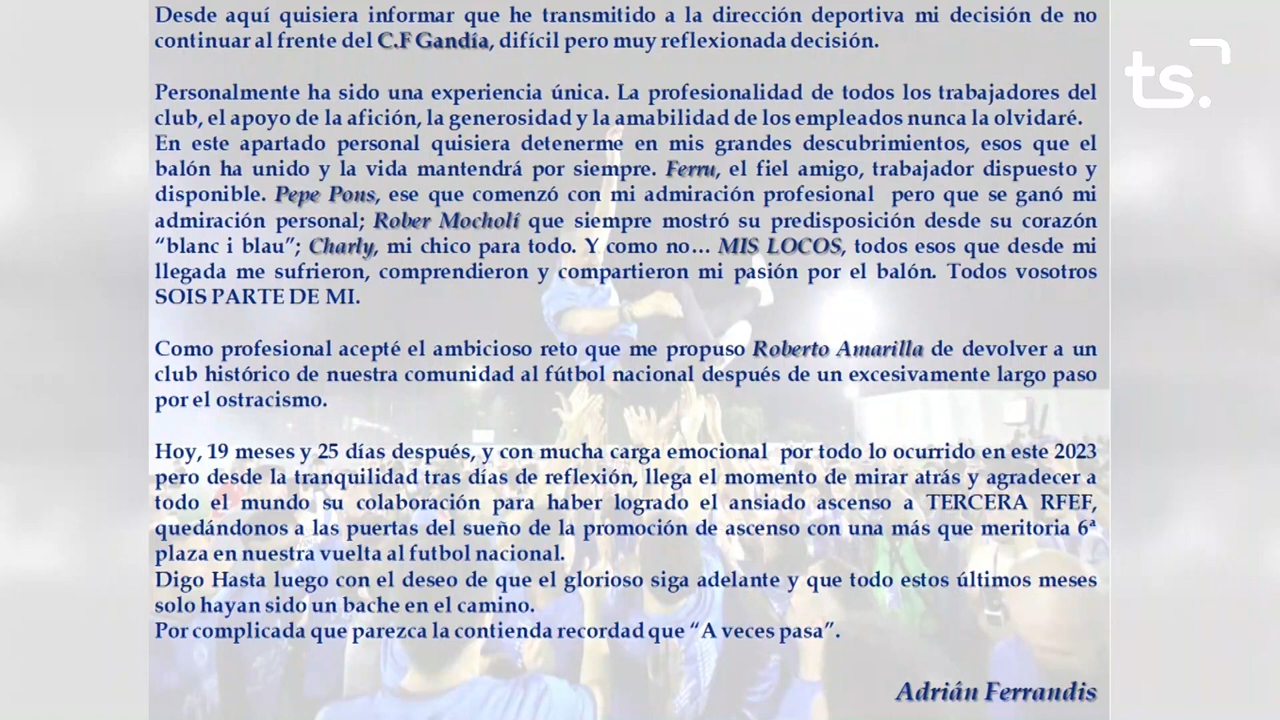 Desde aquí quisiera informar que he transmitido a la dirección deportiva mi decisión de no
continuar al frente del C.F Gandía, difícil pero muy reflexionada decisión.
ts.
Personalmente ha sido una experiencia única. La profesionalidad de todos los trabajadores del
club, el apoyo de la afición, la generosidad y la amabilidad de los empleados nunca la olvidaré.
En este apartado personal quisiera detenerme en mis grandes descubrimientos, esos que el
balón ha unido y la vida mantendrá por siempre. Ferru, el fiel amigo, trabajador dispuesto y
disponible. Pepe Pons, ese que comenzó con mi admiración profesional pero que se ganó mi
admiración personal; Rober Mocholí que siempre mostró su predisposición desde su corazón
“blanc i blau”; Charly, mi chico para todo. Y como no… MIS LOCOS, todos esos que desde mi
llegada me sufrieron, comprendieron y compartieron mi pasión por el balón. Todos vosotros
SOIS PARTE DE MI.
Como profesional acepté el ambicioso reto que me propuso Roberto Amarilla de devolver a un
club histórico de nuestra comunidad al fútbol nacional después de un excesivamente largo paso
por el ostracismo.
Hoy, 19 meses y 25 días después, y con mucha carga emocional por todo lo ocurrido en este 2023
pero desde la tranquilidad tras días de reflexión, llega el momento de mirar atrás y agradecer a
todo el mundo su colaboración para haber logrado el ansiado ascenso a TERCERA RFEF,
quedándonos a las puertas del sueño de la promoción de ascenso con una más que meritoria 6ª
plaza en nuestra vuelta al futbol nacional.
Digo Hasta luego con el deseo de que el glorioso siga adelante y que todo estos últimos meses
solo hayan sido un bache en el camino.
Por complicada que parezca la contienda recordad que “A veces pasa”.
Adrián Ferrandis